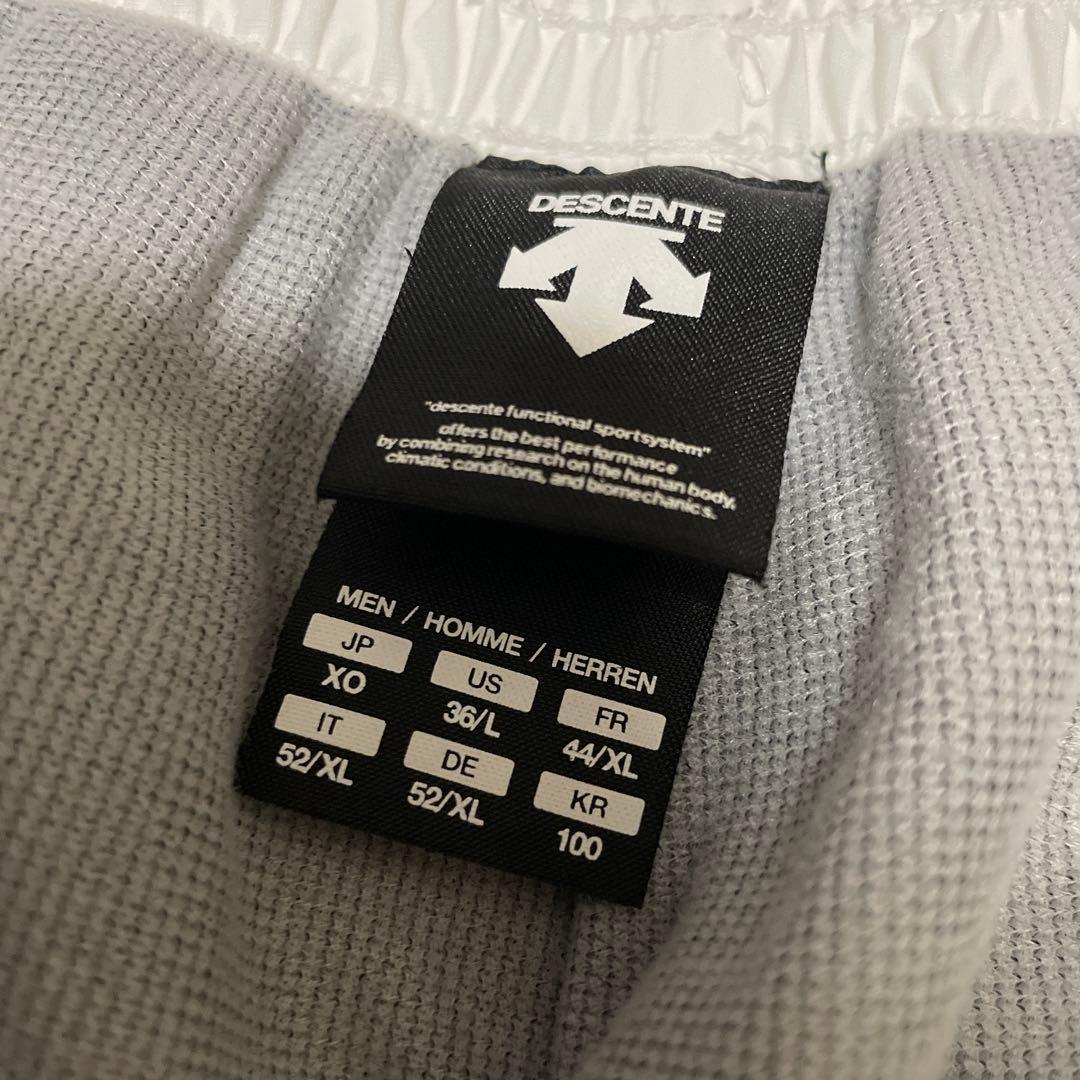 DESCENTE
"descente functional sportsystem"
offers the best performance
by combining research on the human body,
climatic conditions, and biomechanics.
MEN / HOMME / HERREN
JP US FR
XO 36/L 44/XL
IT DE KR
52/XL 52/XL 100